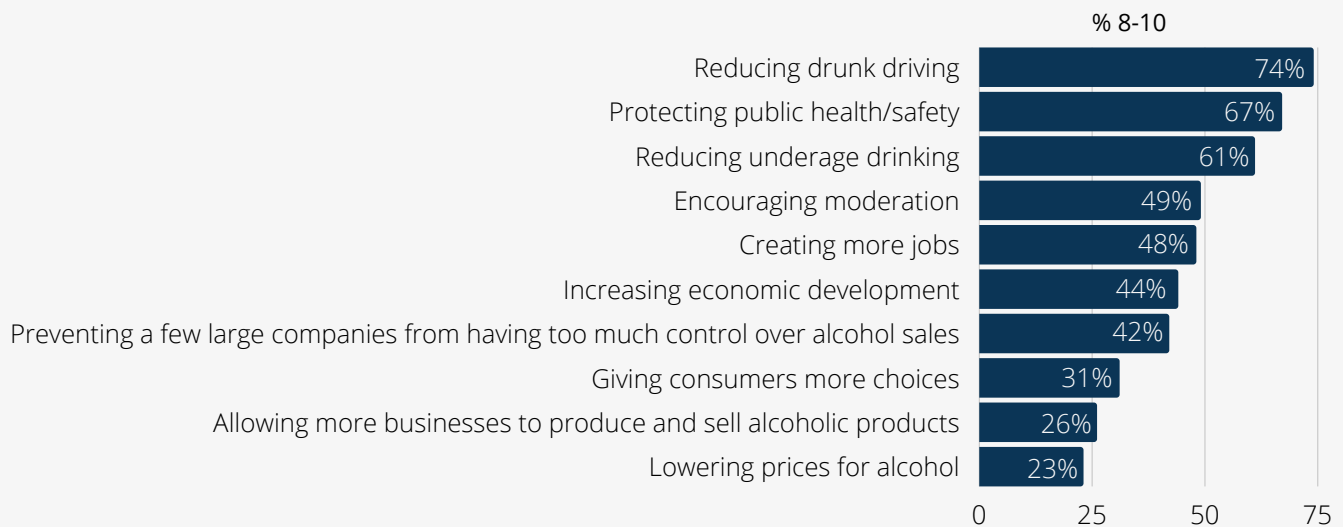 % 8-10
Reducing drunk driving 74%
Protecting public health/safety 67%
Reducing underage drinking 61%
Encouraging moderation 49%
Creating more jobs 48%
Increasing economic development 44%
Preventing a few large companies from having too much control over alcohol sales 42%
Giving consumers more choices 31%
Allowing more businesses to produce and sell alcoholic products 26%
Lowering prices for alcohol 23%
0 25 50 75